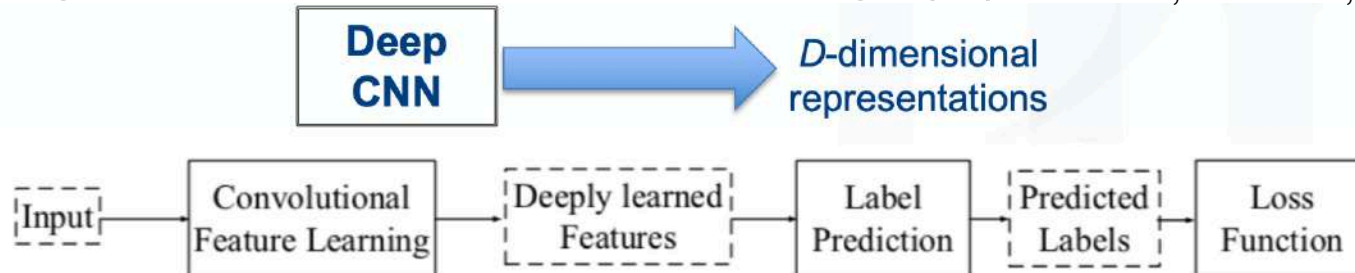 Deep
CNN
D-dimensional
representations
Input
Convolutional
Feature Learning
Deeply learned
Features
Label
Prediction
Predicted
Labels
Loss
Function